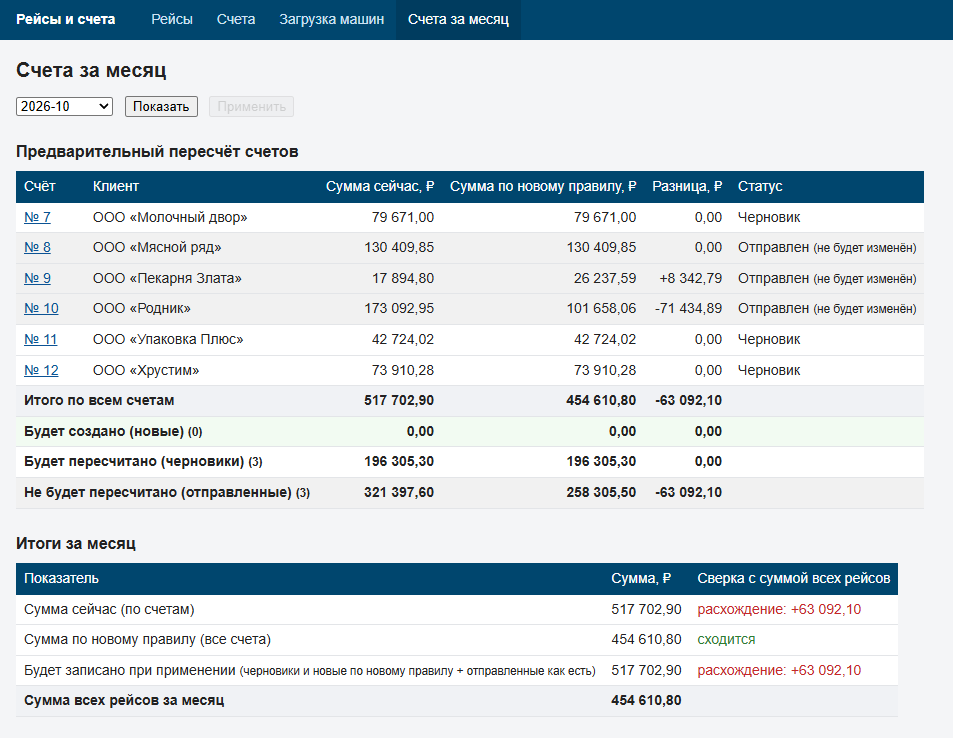 Рейсы и счета Рейсы Счета Загрузка машин Счета за месяц
Счета за месяц
2026-10 Показать Применить
Предварительный пересчёт счетов
Счёт Клиент Сумма сейчас, ₽ Сумма по новому правилу, ₽ Разница, ₽ Статус
№ 7 ООО «Молочный двор» 79 671,00 79 671,00 0,00 Черновик
№ 8 ООО «Мясной ряд» 130 409,85 130 409,85 0,00 Отправлен (не будет изменён)
№ 9 ООО «Пекарня Злата» 17 894,80 26 237,59 +8 342,79 Отправлен (не будет изменён)
№ 10 ООО «Родник» 173 092,95 101 658,06 -71 434,89 Отправлен (не будет изменён)
№ 11 ООО «Упаковка Плюс» 42 724,02 42 724,02 0,00 Черновик
№ 12 ООО «Хрустим» 73 910,28 73 910,28 0,00 Черновик
Итого по всем счетам 517 702,90 454 610,80 -63 092,10
Будет создано (новые) (0) 0,00 0,00 0,00
Будет пересчитано (черновики) (3) 196 305,30 196 305,30 0,00
Не будет пересчитано (отправленные) (3) 321 397,60 258 305,50 -63 092,10
Итоги за месяц
Показатель Сумма, ₽ Сверка с суммой всех рейсов
Сумма сейчас (по счетам) 517 702,90 расхождение: +63 092,10
Сумма по новому правилу (все счета) 454 610,80 сходится
Будет записано при применении (черновики и новые по новому правилу + отправленные как есть) 517 702,90 расхождение: +63 092,10
Сумма всех рейсов за месяц 454 610,80